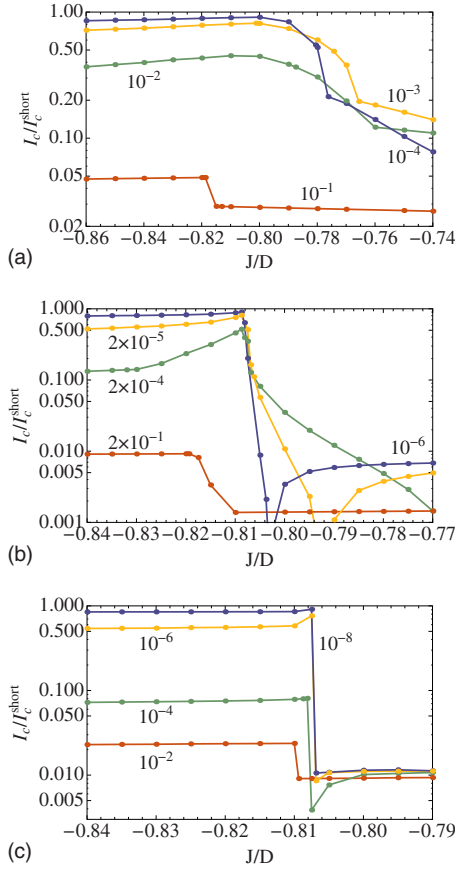 1.00
0.50
0.20
0.10
0.05
0.02
I_c/I_c^short
10^-2
10^-3
10^-4
10^-1
−0.86 −0.84 −0.82 −0.80 −0.78 −0.76 −0.74
J/D
(a)
1.000
0.500
0.100
0.050
0.010
0.005
0.001
I_c/I_c^short
2×10^-5
2×10^-4
2×10^-1
10^-6
−0.84 −0.83 −0.82 −0.81 −0.80 −0.79 −0.78 −0.77
J/D
(b)
1.000
0.500
0.100
0.050
0.010
0.005
I_c/I_c^short
10^-6
10^-8
10^-4
10^-2
−0.84 −0.83 −0.82 −0.81 −0.80 −0.79
J/D
(c)